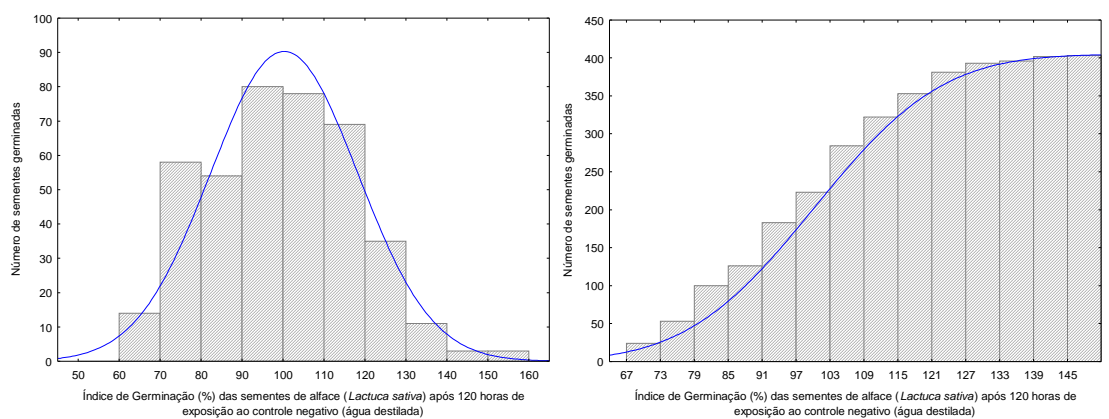 100
90
80
70
60
50
40
30
20
10
0
Número de sementes germinadas
50 60 70 80 90 100 110 120 130 140 150 160
Índice de Germinação (%) das sementes de alface (Lactuca sativa) após 120 horas de
exposição ao controle negativo (água destilada)
450
400
350
300
250
200
150
100
50
0
Número de sementes germinadas
67 73 79 85 91 97 103 109 115 121 127 133 139 145
Índice de Germinação (%) das sementes de alface (Lactuca sativa) após 120 horas de
exposição ao controle negativo (água destilada)